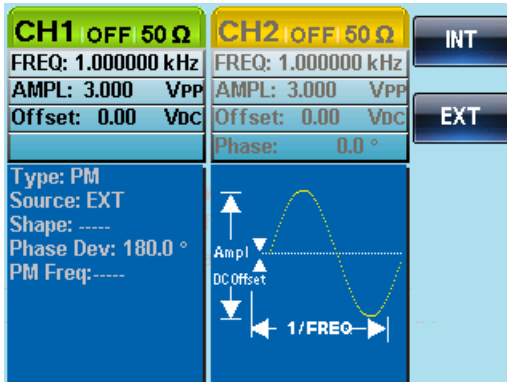 CH1 OFF 50 Ω
FREQ: 1.000000 kHz
AMPL: 3.000 VPP
Offset: 0.00 VDC
Type: PM
Source: EXT
Shape: -----
Phase Dev: 180.0 °
PM Freq:-----
CH2 OFF 50 Ω
FREQ: 1.000000 kHz
AMPL: 3.000 VPP
Offset: 0.00 VDC
Phase: 0.0 °
Ampl
DC Offset
1/FREQ
INT
EXT